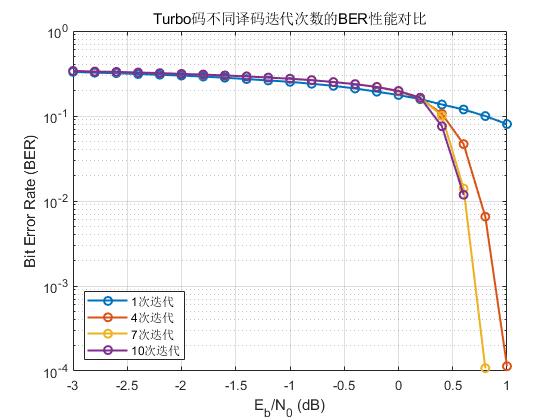 Turbo码不同译码迭代次数的BER性能对比
10^0
10^-1
10^-2
10^-3
10^-4
Bit Error Rate (BER)
1次迭代
4次迭代
7次迭代
10次迭代
-3 -2.5 -2 -1.5 -1 -0.5 0 0.5 1
E_b/N_0 (dB)